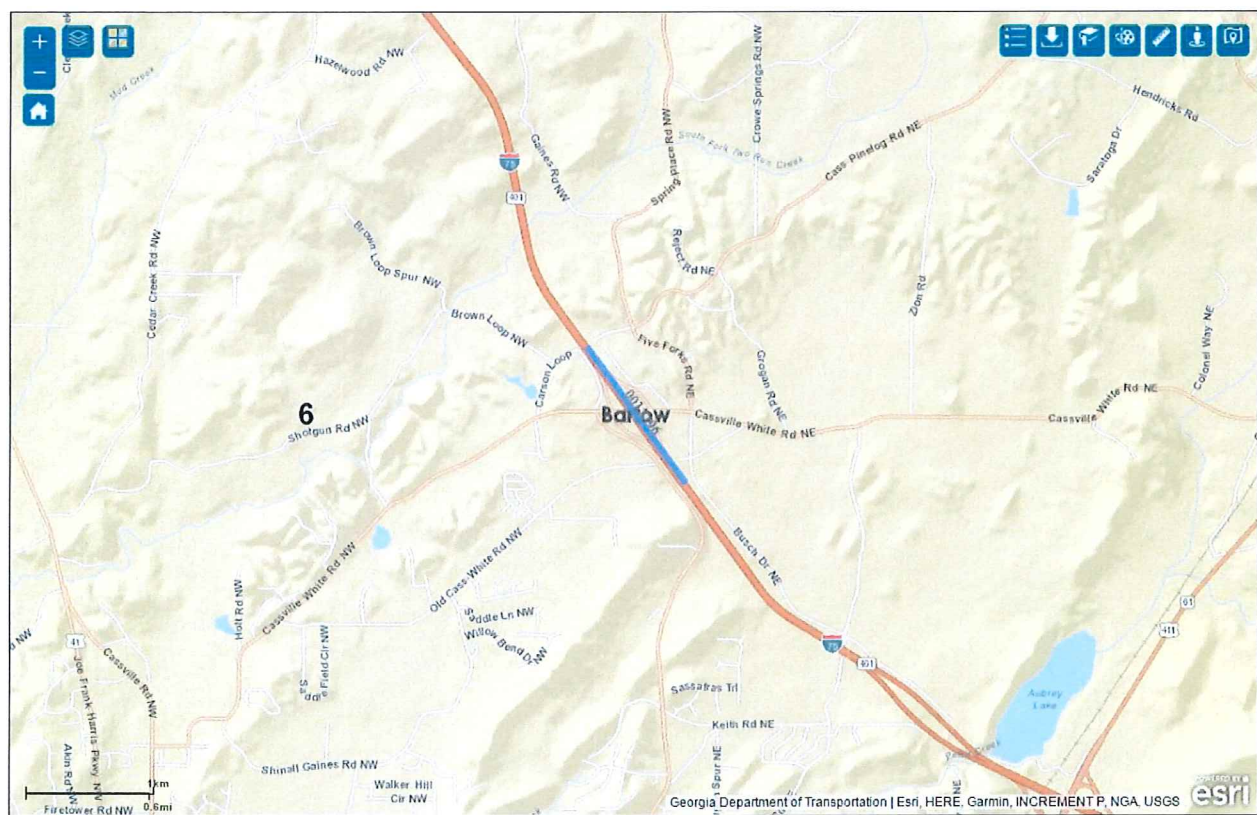 +
−
Mud Creek
Hazelwood Rd NW
75
401
Gaines Rd NW
Spring Place Rd NW
Crowe Springs Rd NW
South Fork Two Run Creek
Cass Pinelog Rd NE
Hendricks Rd
Saratoga Dr
Cedar Creek Rd NW
Brown Loop Spur NW
Reject Rd NE
Zion Rd
Brown Loop NW
Carson Loop
Five Forks Rd NE
Grogan Rd NE
Colonel Way NE
6
Shotgun Rd NW
Bartow
Cassville White Rd NE
Cassville White Rd NE
Old Cass-White Rd NW
Busch Dr NE
Cassville White Rd NW
Holt Rd NW
Saddle Ln NW
Willow Bend Dr NW
Saddle Field Cir NW
41
Joe Frank Harris Pkwy NW
Cassville Rd NW
75
401
61
411
Sassafras Trl
Aubrey
Lake
Keith Rd NE
Spur NE
Akin Rd NW
Shinall Gaines Rd NW
Walker Hill
Cir NW
1km
0.6mi
Firetower Rd NW
Georgia Department of Transportation | Esri, HERE, Garmin, INCREMENT P, NGA, USGS
POWERED BY
esri